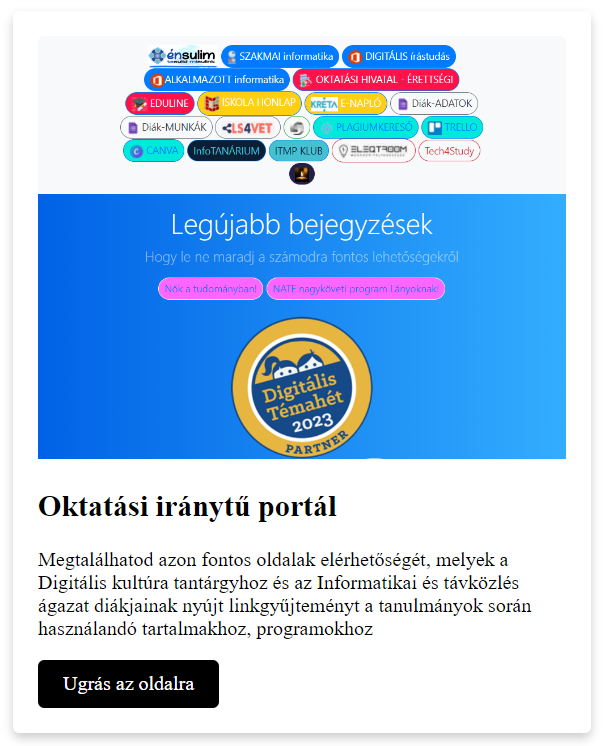 énsulim SZAKMAI informatika DIGITÁLIS írástudás
ALKALMAZOTT informatika OKTATÁSI HIVATAL - ÉRETTSÉGI
EDULINE ISKOLA HONLAP KRÉTA E-NAPLÓ Diák-ADATOK
Diák-MUNKÁK LS4VET PLÁGIUMKERESŐ TRELLO
CANVA InfoTANÁRIUM ITMP KLUB ELEQTROOM Tech4Study
Legújabb bejegyzések
Hogy le ne maradj a számodra fontos lehetőségekről
Nők a tudományban! NATE nagyköveti program Lányoknak!
Digitális
Témahét
2023
PARTNER
Oktatási iránytű portál
Megtalálhatod azon fontos oldalak elérhetőségét, melyek a
Digitális kultúra tantárgyhoz és az Informatikai és távközlés
ágazat diákjainak nyújt linkgyűjteményt a tanulmányok során
használandó tartalmakhoz, programokhoz
Ugrás az oldalra